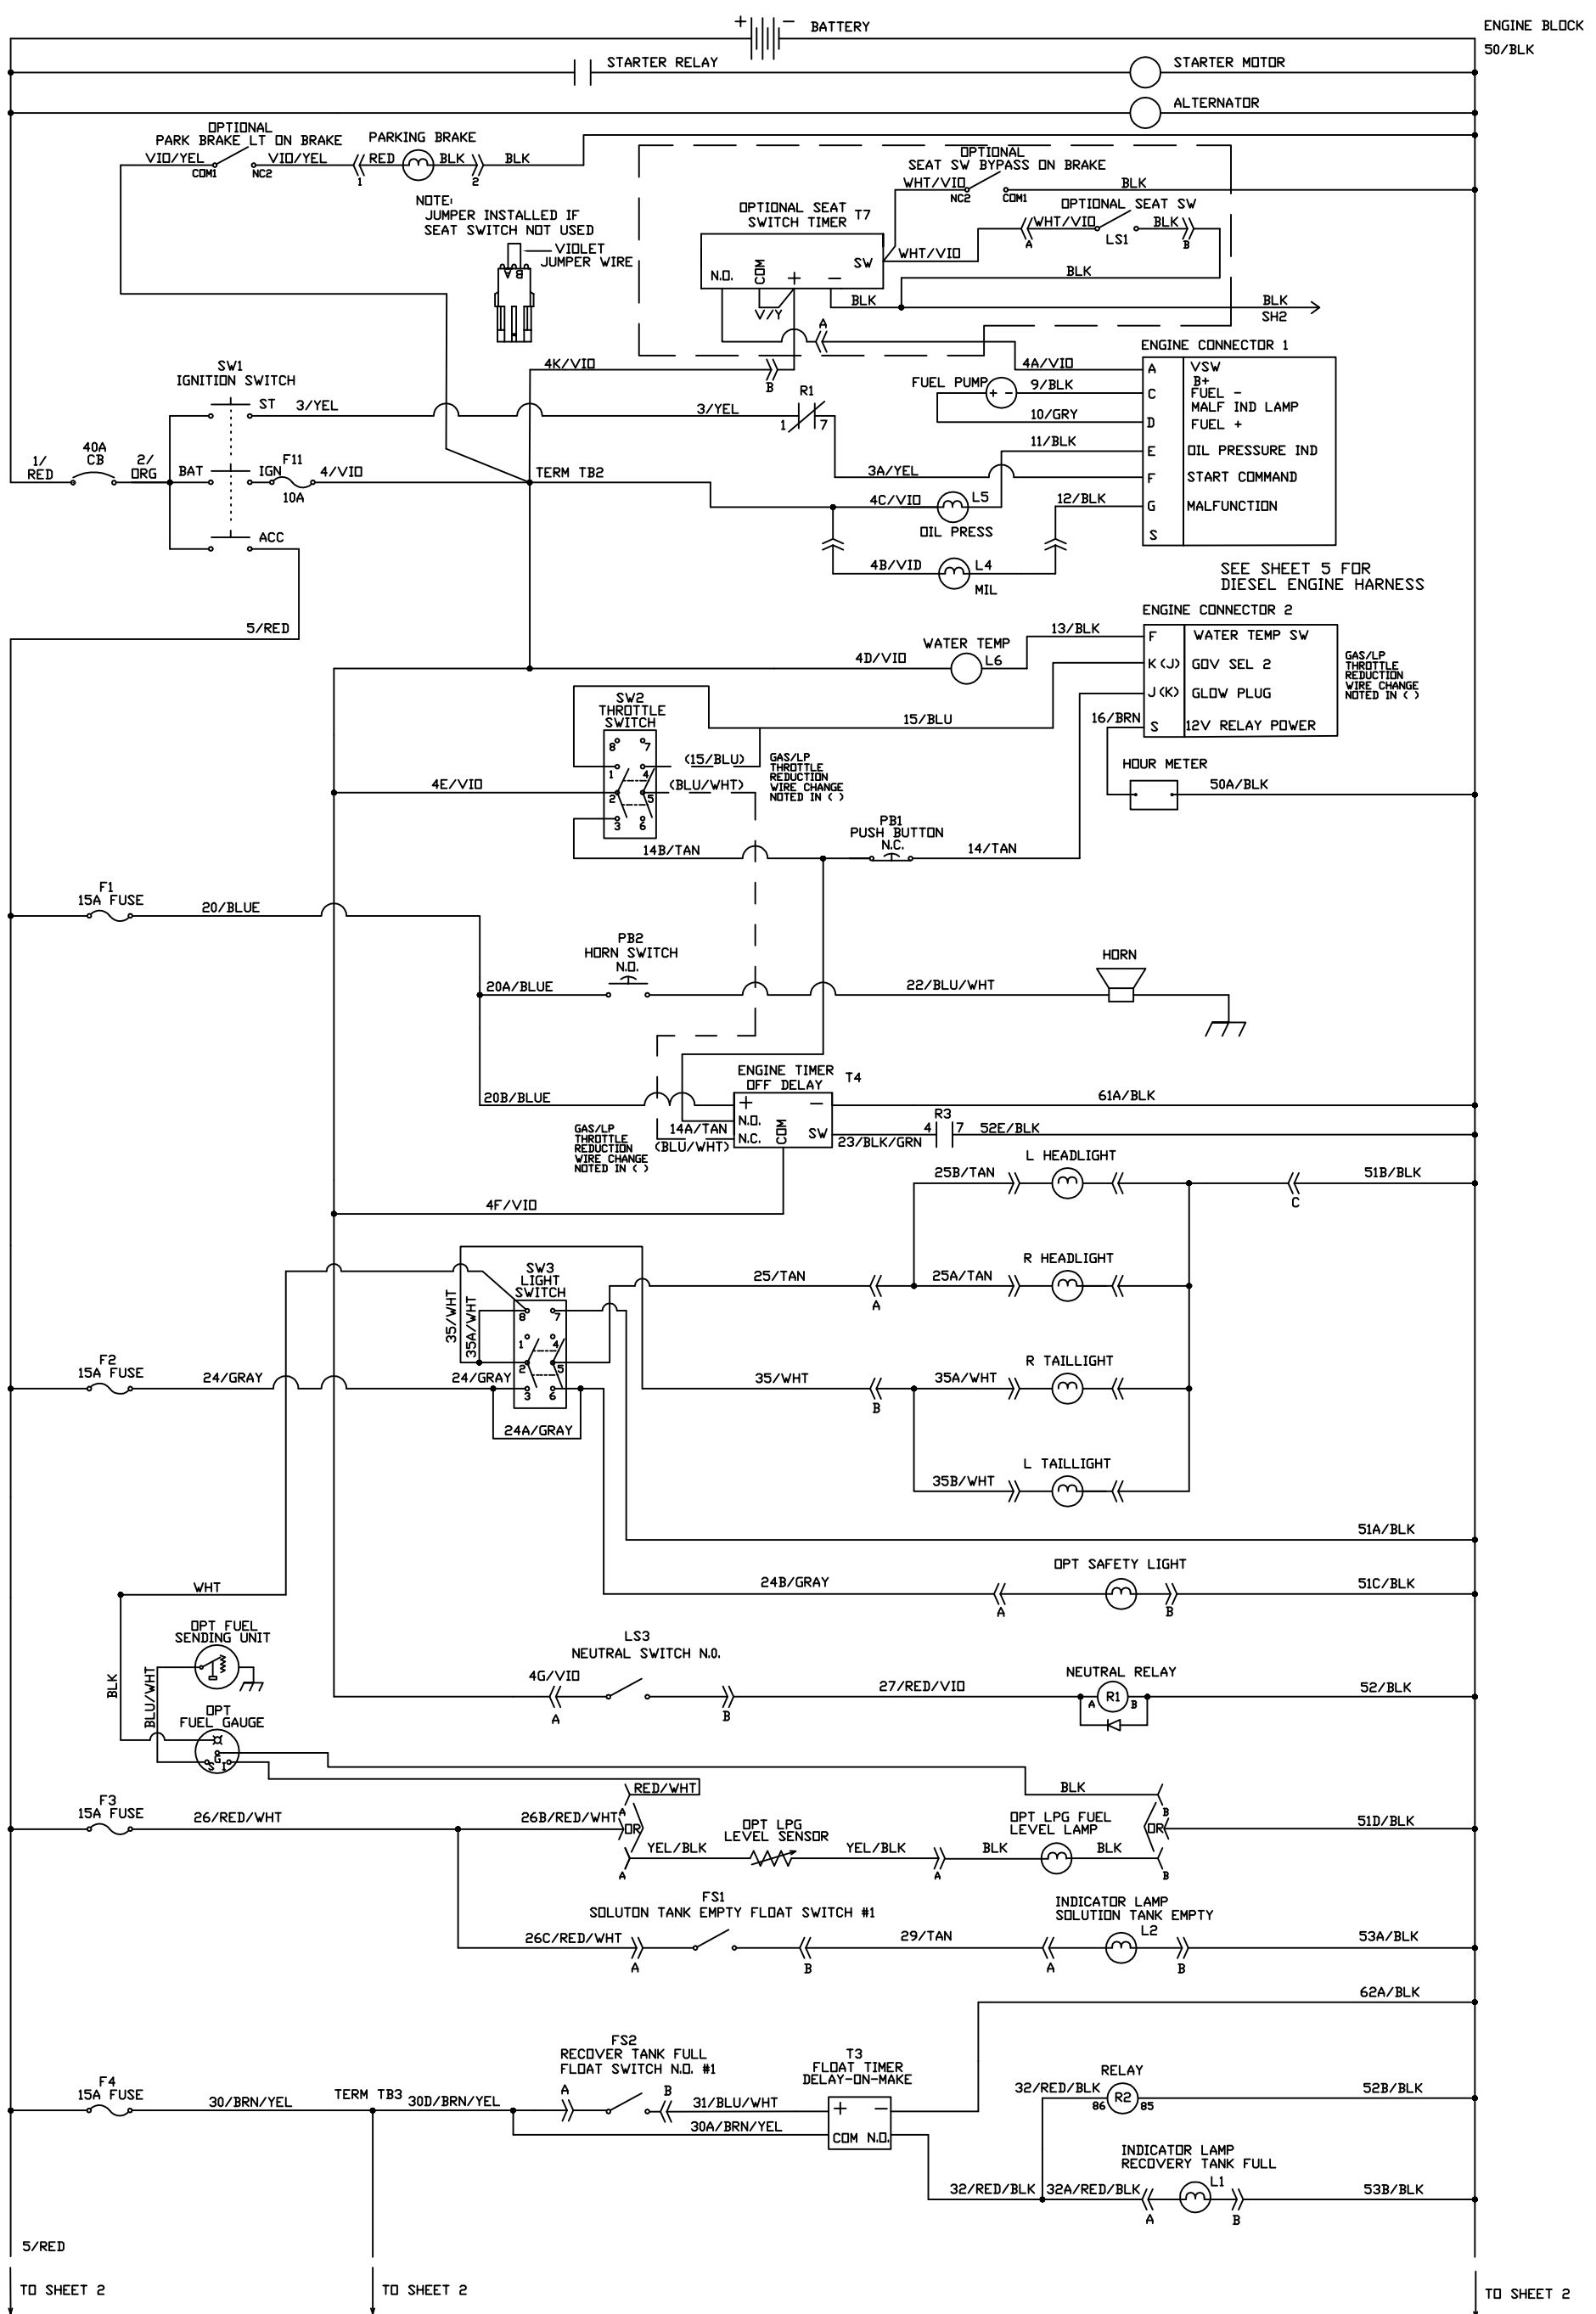 + − BATTERY
ENGINE BLOCK
50/BLK
STARTER RELAY
STARTER MOTOR
ALTERNATOR
OPTIONAL
PARK BRAKE LT ON BRAKE
VIO/YEL
COM1
NC2
VIO/YEL
PARKING BRAKE
RED
BLK
BLK
1
2
NOTE:
JUMPER INSTALLED IF
SEAT SWITCH NOT USED
VIOLET
JUMPER WIRE
A B
OPTIONAL
SEAT SW BYPASS ON BRAKE
WHT/VIO
NC2
COM1
BLK
OPTIONAL SEAT SW
WHT/VIO
BLK
A
LS1
B
OPTIONAL SEAT
SWITCH TIMER T7
N.O.
COM
+
−
SW
WHT/VIO
BLK
V/Y
BLK
BLK
SH2
A
B
4K/VIO
ENGINE CONNECTOR 1
4A/VIO
A VSW
B+
FUEL PUMP
+ −
9/BLK
C FUEL −
MALF IND LAMP
10/GRY
D FUEL +
11/BLK
E OIL PRESSURE IND
3A/YEL
F START COMMAND
12/BLK
G MALFUNCTION
S
SW1
IGNITION SWITCH
ST
3/YEL
3/YEL
R1
1
7
1/
RED
40A
CB
2/
ORG
BAT
IGN
F11
10A
4/VIO
TERM TB2
ACC
4C/VIO
L5
OIL PRESS
4B/VIO
L4
MIL
SEE SHEET 5 FOR
DIESEL ENGINE HARNESS
5/RED
ENGINE CONNECTOR 2
WATER TEMP
4D/VIO
L6
13/BLK
F WATER TEMP SW
K(J) GOV SEL 2
J(K) GLOW PLUG
S 12V RELAY POWER
GAS/LP
THROTTLE
REDUCTION
WIRE CHANGE
NOTED IN ( )
SW2
THROTTLE
SWITCH
8
7
1
4
2
5
3
6
15/BLU
(15/BLU)
(BLU/WHT)
GAS/LP
THROTTLE
REDUCTION
WIRE CHANGE
NOTED IN ( )
16/BRN
HOUR METER
50A/BLK
4E/VIO
14B/TAN
PB1
PUSH BUTTON
N.C.
14/TAN
F1
15A FUSE
20/BLUE
PB2
HORN SWITCH
N.O.
20A/BLUE
22/BLU/WHT
HORN
ENGINE TIMER
OFF DELAY
T4
20B/BLUE
+
−
N.O.
N.C.
COM
SW
14A/TAN
(BLU/WHT)
GAS/LP
THROTTLE
REDUCTION
WIRE CHANGE
NOTED IN ( )
61A/BLK
23/BLK/GRN
R3
4
7
52E/BLK
4F/VIO
L HEADLIGHT
25B/TAN
51B/BLK
C
SW3
LIGHT
SWITCH
35/WHT
35A/WHT
8
7
1
4
2
5
3
6
R HEADLIGHT
25/TAN
A
25A/TAN
F2
15A FUSE
24/GRAY
24/GRAY
24A/GRAY
R TAILLIGHT
35/WHT
B
35A/WHT
L TAILLIGHT
35B/WHT
51A/BLK
OPT SAFETY LIGHT
24B/GRAY
A
B
51C/BLK
WHT
OPT FUEL
SENDING UNIT
BLK
BLU/WHT
OPT
FUEL GAUGE
G
S
I
LS3
NEUTRAL SWITCH N.O.
4G/VIO
A
B
27/RED/VIO
NEUTRAL RELAY
A
R1
B
52/BLK
RED/WHT
BLK
F3
15A FUSE
26/RED/WHT
26B/RED/WHT
A
OR
A
OPT LPG
LEVEL SENSOR
YEL/BLK
YEL/BLK
A
BLK
OPT LPG FUEL
LEVEL LAMP
BLK
B
OR
B
51D/BLK
FS1
SOLUTON TANK EMPTY FLOAT SWITCH #1
26C/RED/WHT
A
B
29/TAN
A
INDICATOR LAMP
SOLUTION TANK EMPTY
L2
B
53A/BLK
62A/BLK
F4
15A FUSE
30/BRN/YEL
TERM TB3
30D/BRN/YEL
FS2
RECOVER TANK FULL
FLOAT SWITCH N.O. #1
A
B
31/BLU/WHT
30A/BRN/YEL
T3
FLOAT TIMER
DELAY-ON-MAKE
+ −
COM N.O.
RELAY
32/RED/BLK
86
R2
85
52B/BLK
INDICATOR LAMP
RECOVERY TANK FULL
32/RED/BLK
32A/RED/BLK
A
L1
B
53B/BLK
5/RED
TO SHEET 2
TO SHEET 2
TO SHEET 2